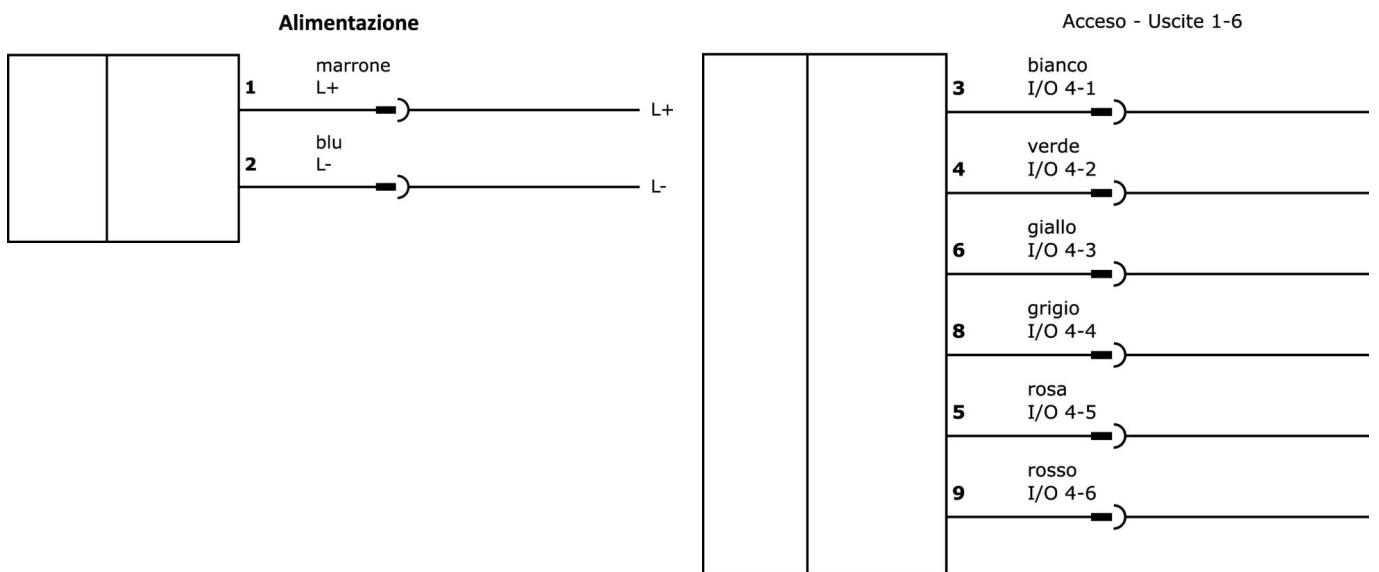 Alimentazione
1
marrone
L+
L+
2
blu
L-
L-
Acceso - Uscite 1-6
3
bianco
I/O 4-1
4
verde
I/O 4-2
6
giallo
I/O 4-3
8
grigio
I/O 4-4
5
rosa
I/O 4-5
9
rosso
I/O 4-6